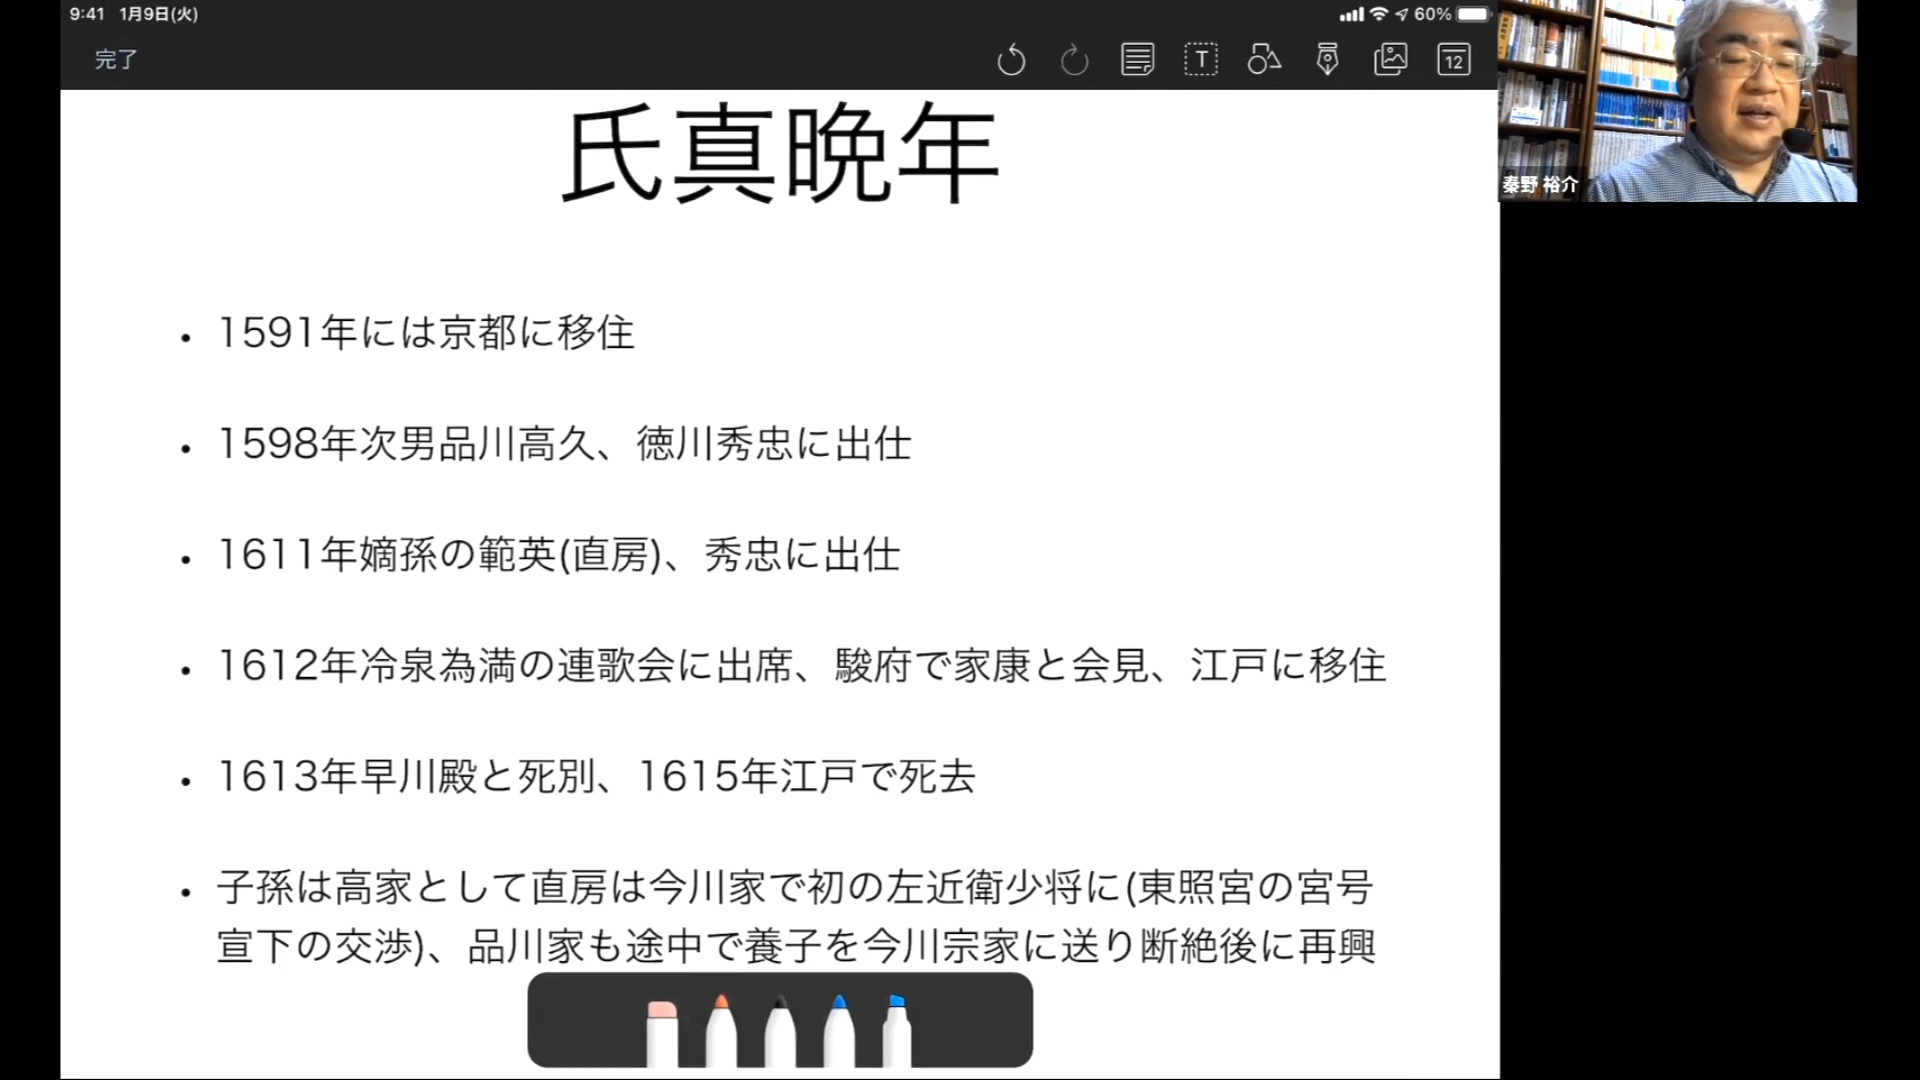 9:41 1月9日(火)
60%
完了
T
12
秦野 裕介
氏真晩年
• 1591年には京都に移住
• 1598年次男品川高久、徳川秀忠に出仕
• 1611年嫡孫の範英(直房)、秀忠に出仕
• 1612年冷泉為満の連歌会に出席、駿府で家康と会見、江戸に移住
• 1613年早川殿と死別、1615年江戸で死去
• 子孫は高家として直房は今川家で初の左近衛少将に(東照宮の宮号
宣下の交渉)、品川家も途中で養子を今川宗家に送り断絶後に再興